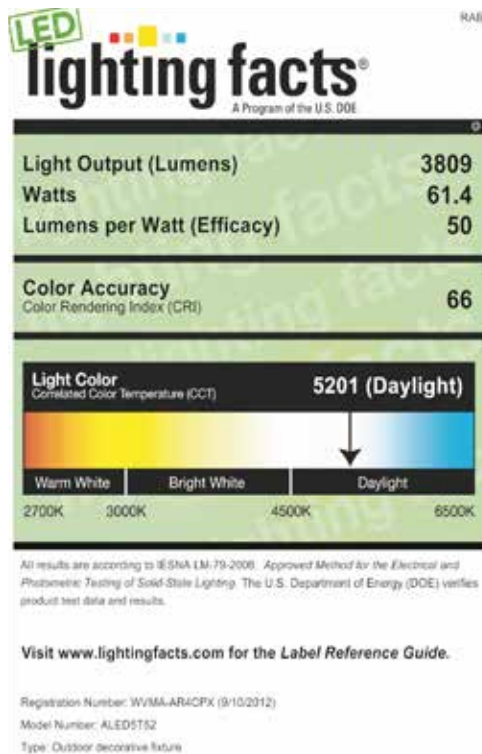 RAB
LED
lighting facts®
A Program of the U.S. DOE
Light Output (Lumens) 3809
Watts 61.4
Lumens per Watt (Efficacy) 50
Color Accuracy 66
Color Rendering Index (CRI)
Light Color 5201 (Daylight)
Correlated Color Temperature (CCT)
Warm White Bright White Daylight
2700K 3000K 4500K 6500K
All results are according to IESNA LM-79-2008: Approved Method for the Electrical and
Photometric Testing of Solid-State Lighting. The U.S. Department of Energy (DOE) verifies
product test data and results.
Visit www.lightingfacts.com for the Label Reference Guide.
Registration Number: WVMA-AR4CPX (9/10/2012)
Model Number: ALED5T52
Type: Outdoor decorative fixture